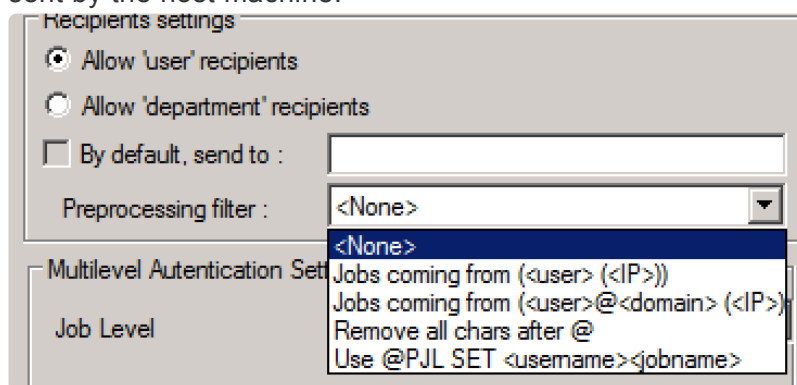 sent by the host machine.
Recipients settings
Allow 'user' recipients
Allow 'department' recipients
By default, send to :
Preprocessing filter : <None>
<None>
Multilevel Autentication Sett
Jobs coming from (<user> (<IP>))
Jobs coming from (<user>@<domain> (<IP>)
Job Level
Remove all chars after @
Use @PJL SET <username><jobname>